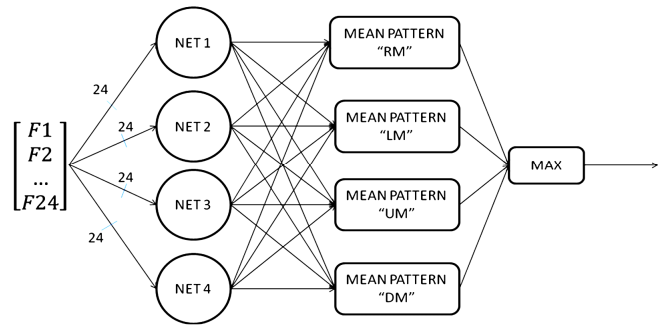 F1
F2
...
F24
24
24
24
24
NET 1
NET 2
NET 3
NET 4
MEAN PATTERN
“RM”
MEAN PATTERN
“LM”
MEAN PATTERN
“UM”
MEAN PATTERN
“DM”
MAX